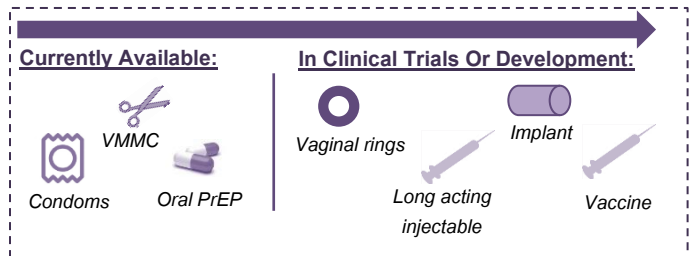 Currently Available:
In Clinical Trials Or Development:
VMMC
Condoms
Oral PrEP
Vaginal rings
Long acting
injectable
Implant
Vaccine